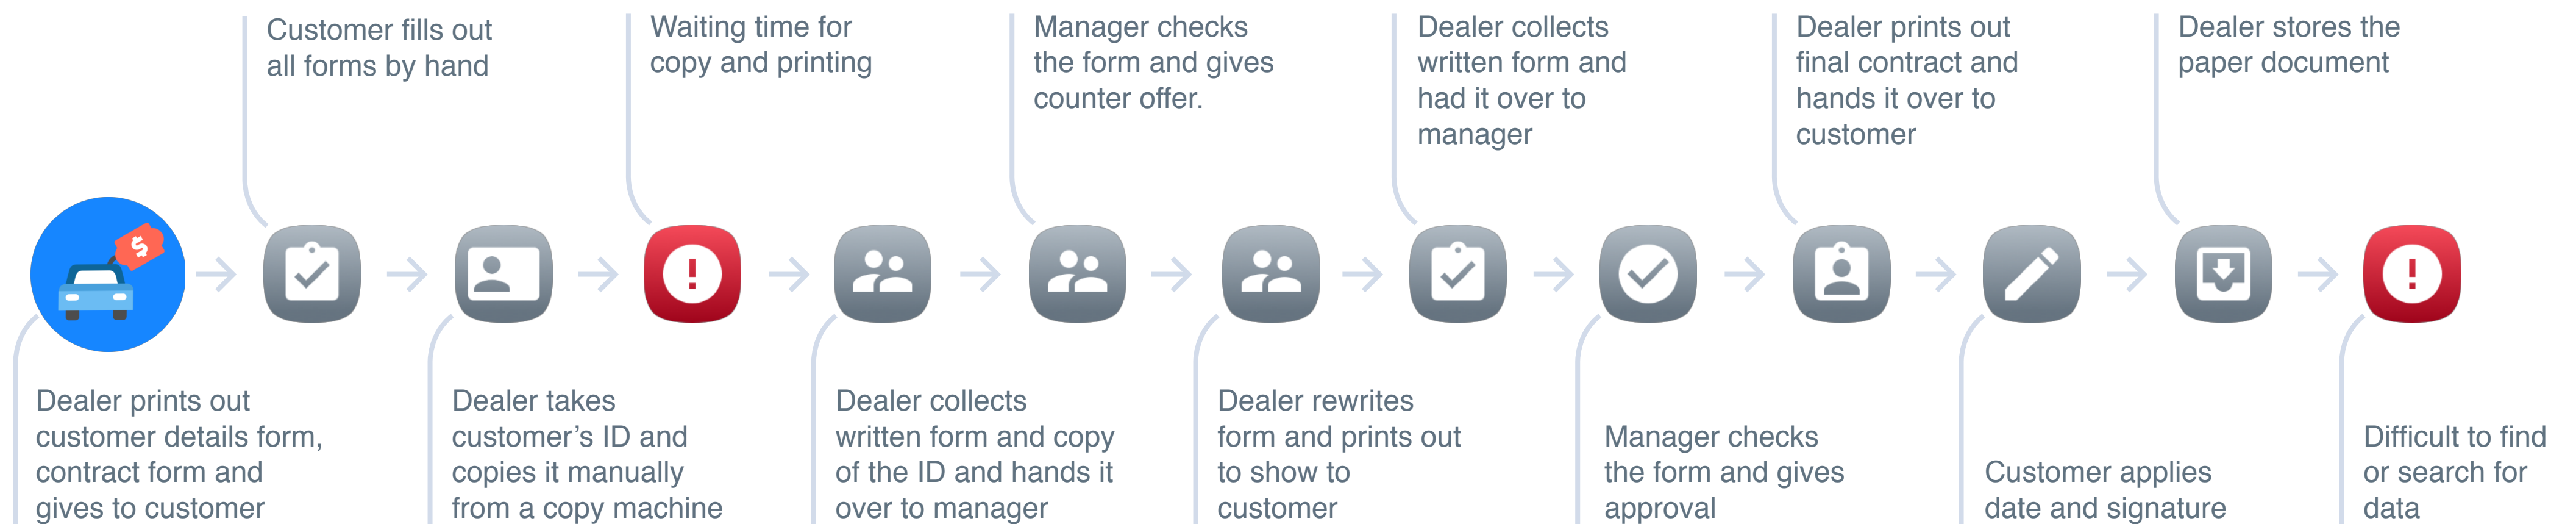 Customer fills out
all forms by hand
Waiting time for
copy and printing
Manager checks
the form and gives
counter offer.
Dealer collects
written form and
had it over to
manager
Dealer prints out
final contract and
hands it over to
customer
Dealer stores the
paper document
$
Dealer prints out
customer details form,
contract form and
gives to customer
Dealer takes
customer’s ID and
copies it manually
from a copy machine
Dealer collects
written form and copy
of the ID and hands it
over to manager
Dealer rewrites
form and prints out
to show to
customer
Manager checks
the form and gives
approval
Customer applies
date and signature
Difficult to find
or search for
data